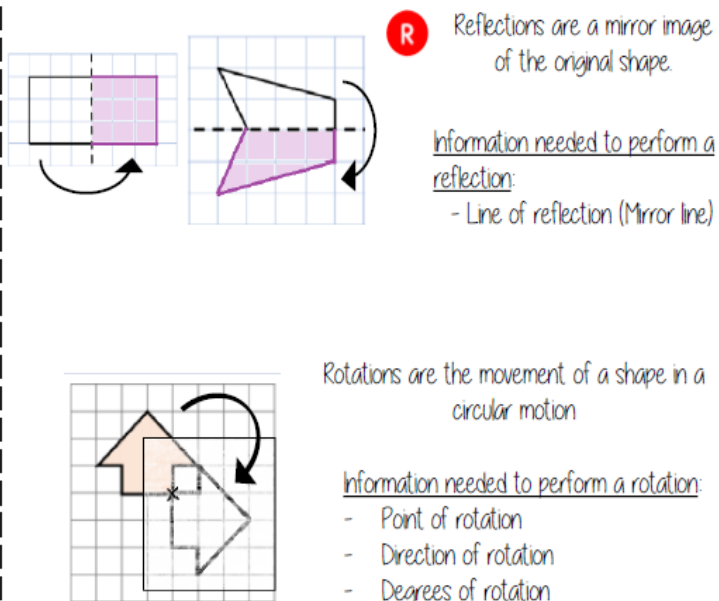 R
Reflections are a mirror image
of the original shape.
Information needed to perform a
reflection:
- Line of reflection (Mirror line)
Rotations are the movement of a shape in a
circular motion
Information needed to perform a rotation:
- Point of rotation
- Direction of rotation
- Degrees of rotation